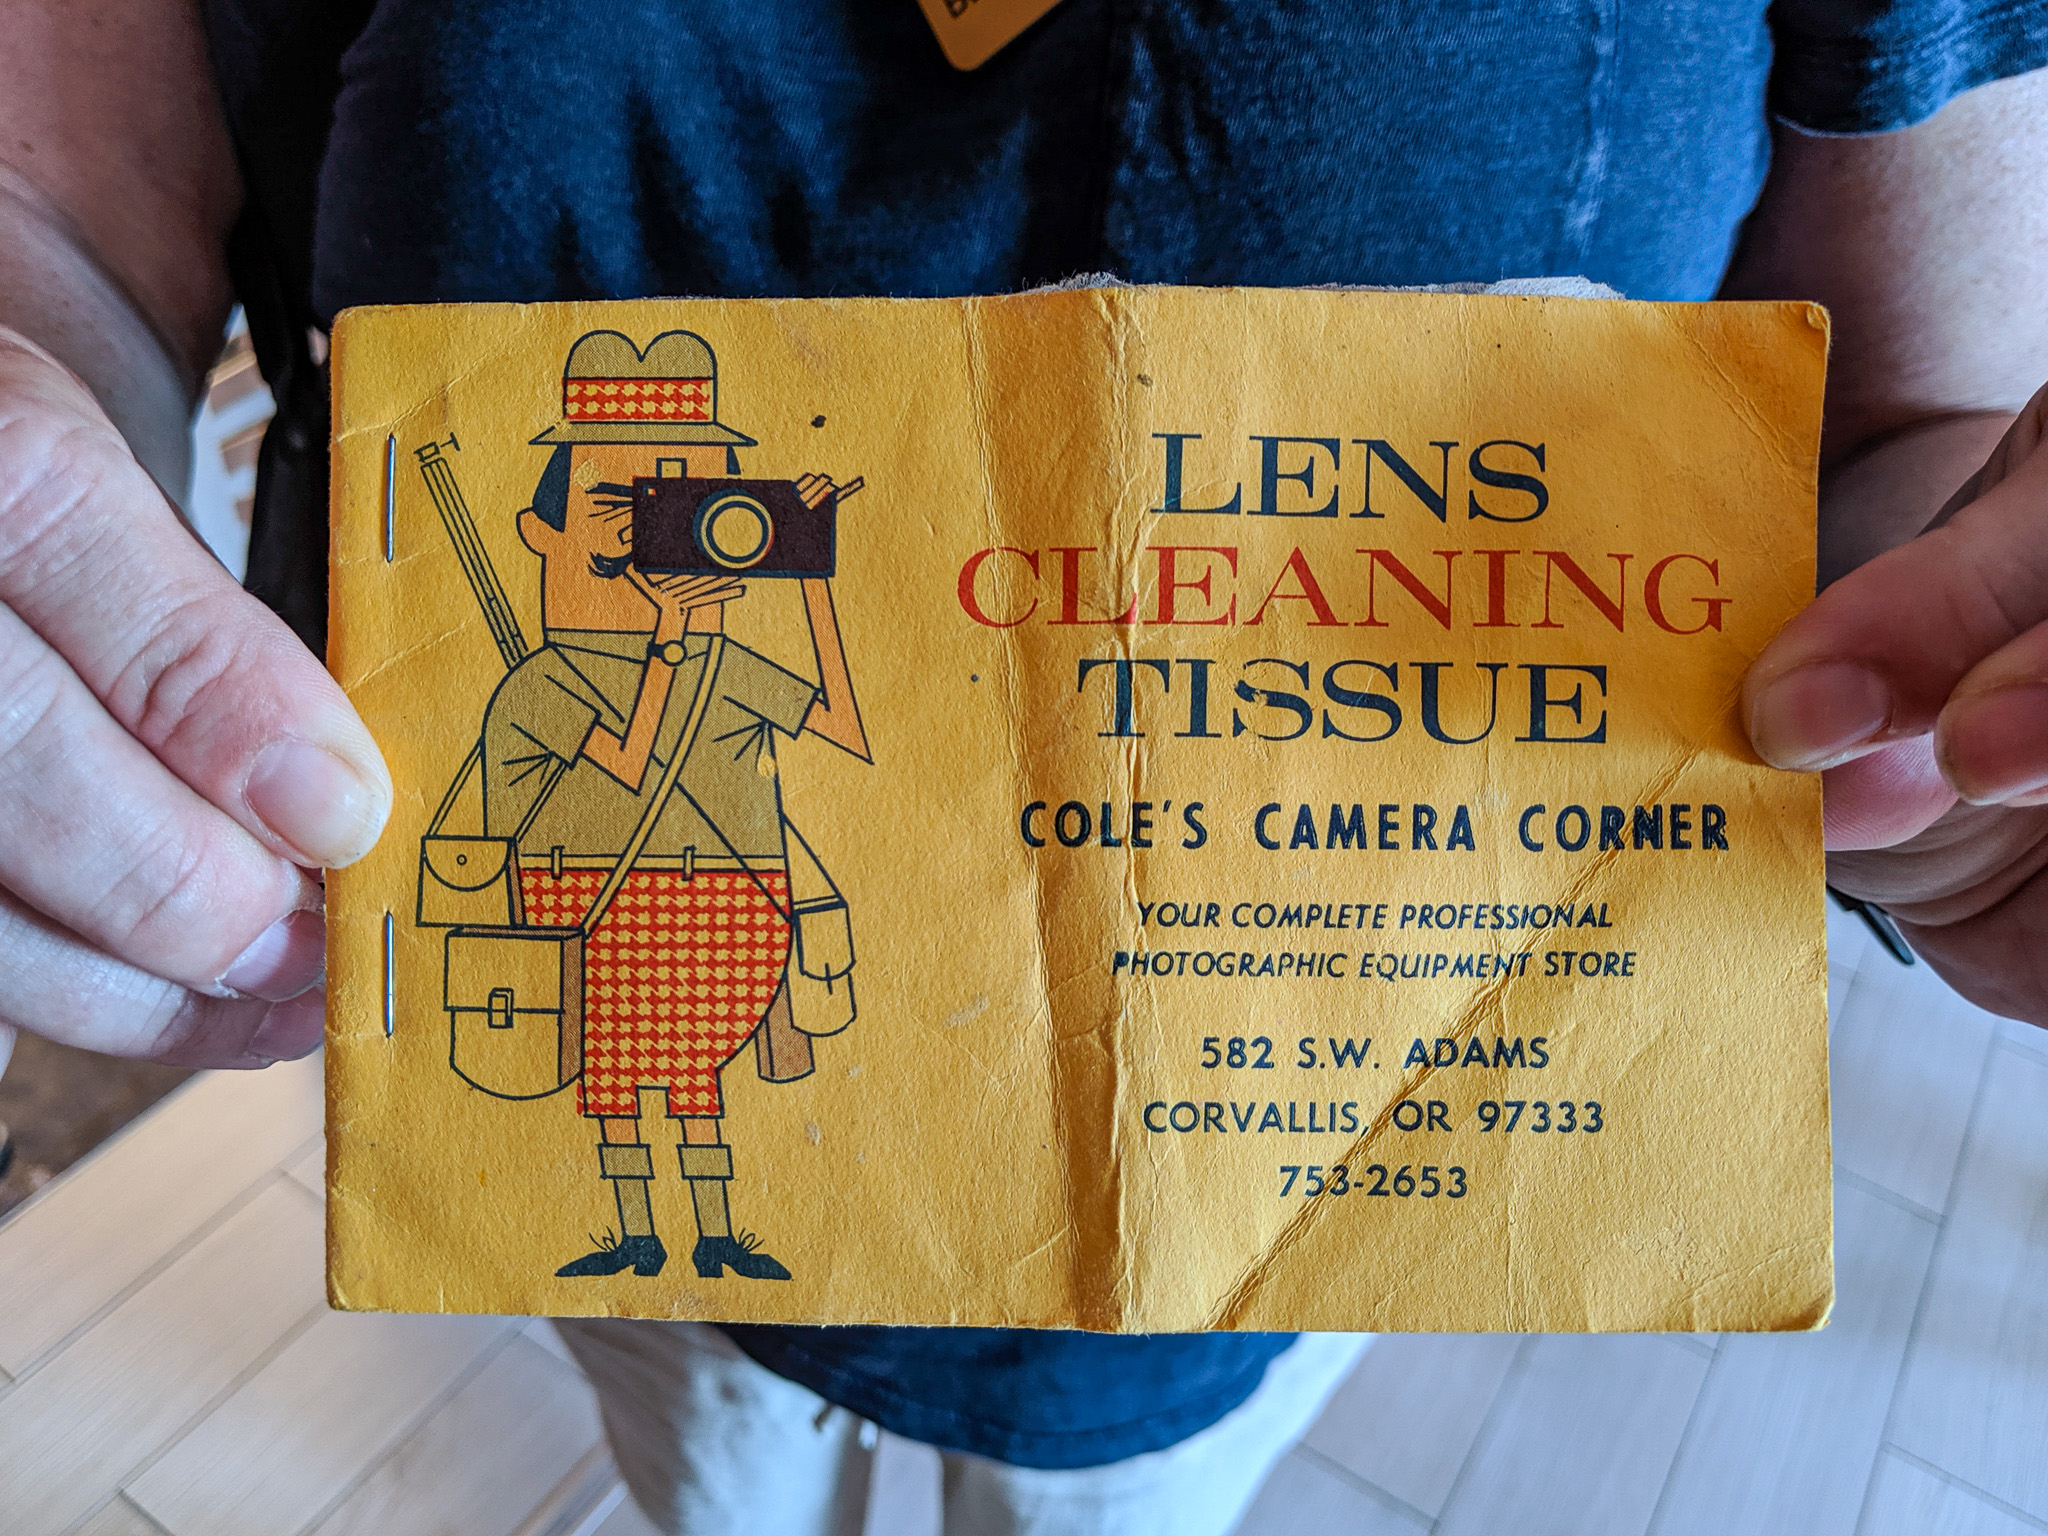 LENS
CLEANING
TISSUE
COLE'S CAMERA CORNER
YOUR COMPLETE PROFESSIONAL
PHOTOGRAPHIC EQUIPMENT STORE
582 S.W. ADAMS
CORVALLIS, OR 97333
753-2653